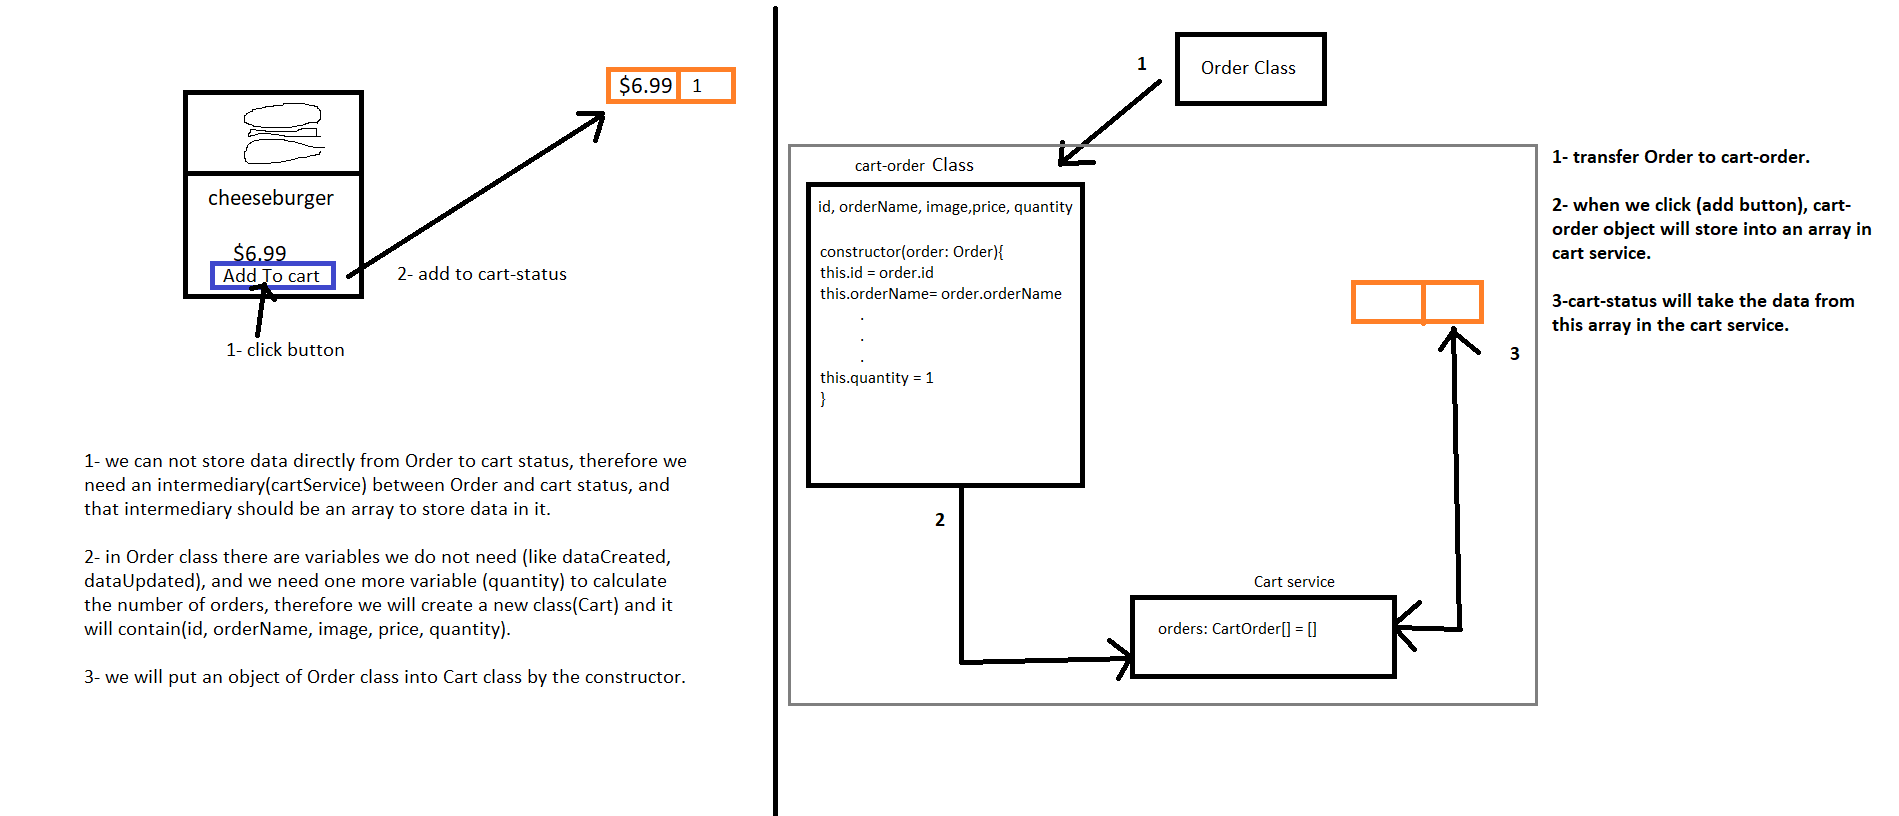 $6.99 1
cheeseburger
$6.99
Add To cart
2- add to cart-status
1- click button
1- we can not store data directly from Order to cart status, therefore we
need an intermediary(cartService) between Order and cart status, and
that intermediary should be an array to store data in it.
2- in Order class there are variables we do not need (like dataCreated,
dataUpdated), and we need one more variable (quantity) to calculate
the number of orders, therefore we will create a new class(Cart) and it
will contain(id, orderName, image, price, quantity).
3- we will put an object of Order class into Cart class by the constructor.
1
Order Class
cart-order Class
id, orderName, image,price, quantity
constructor(order: Order){
this.id = order.id
this.orderName= order.orderName
.
.
.
this.quantity = 1
}
2
3
Cart service
orders: CartOrder[] = []
1- transfer Order to cart-order.
2- when we click (add button), cart-
order object will store into an array in
cart service.
3-cart-status will take the data from
this array in the cart service.